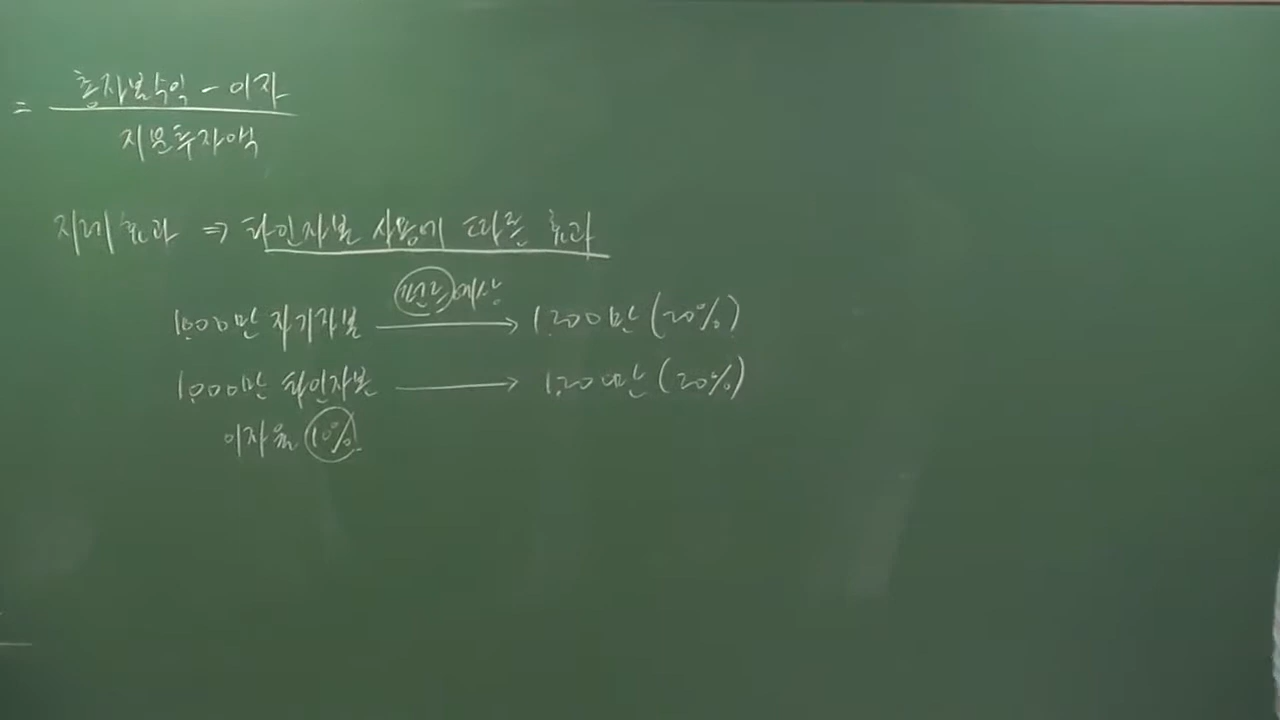 = 총자본수익 - 이자
지분투자액
지레효과 ⇒ 타인자본 사용에 따른 효과
1,000만 자기자본 → 예상 1,200만 (20%)
1,000만 타인자본 → 1,200만 (20%)
이자율 10%